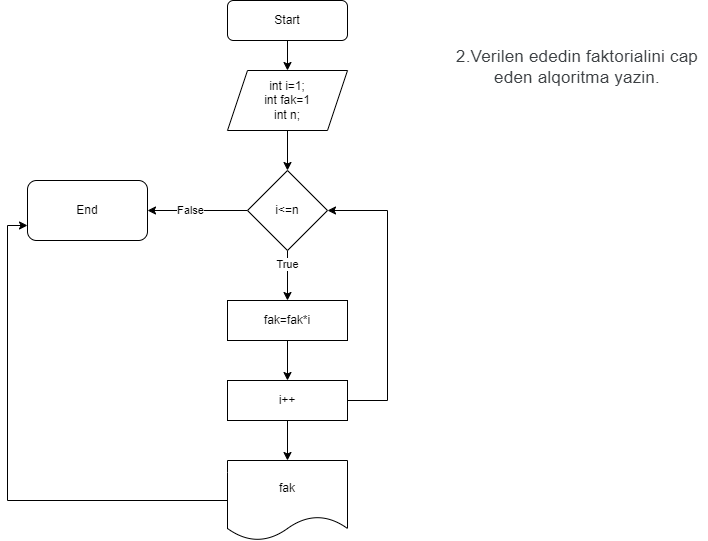 Start
2.Verilen ededin faktorialini cap
eden alqoritma yazin.
int i=1;
int fak=1
int n;
End
False
i<=n
True
fak=fak*i
i++
fak